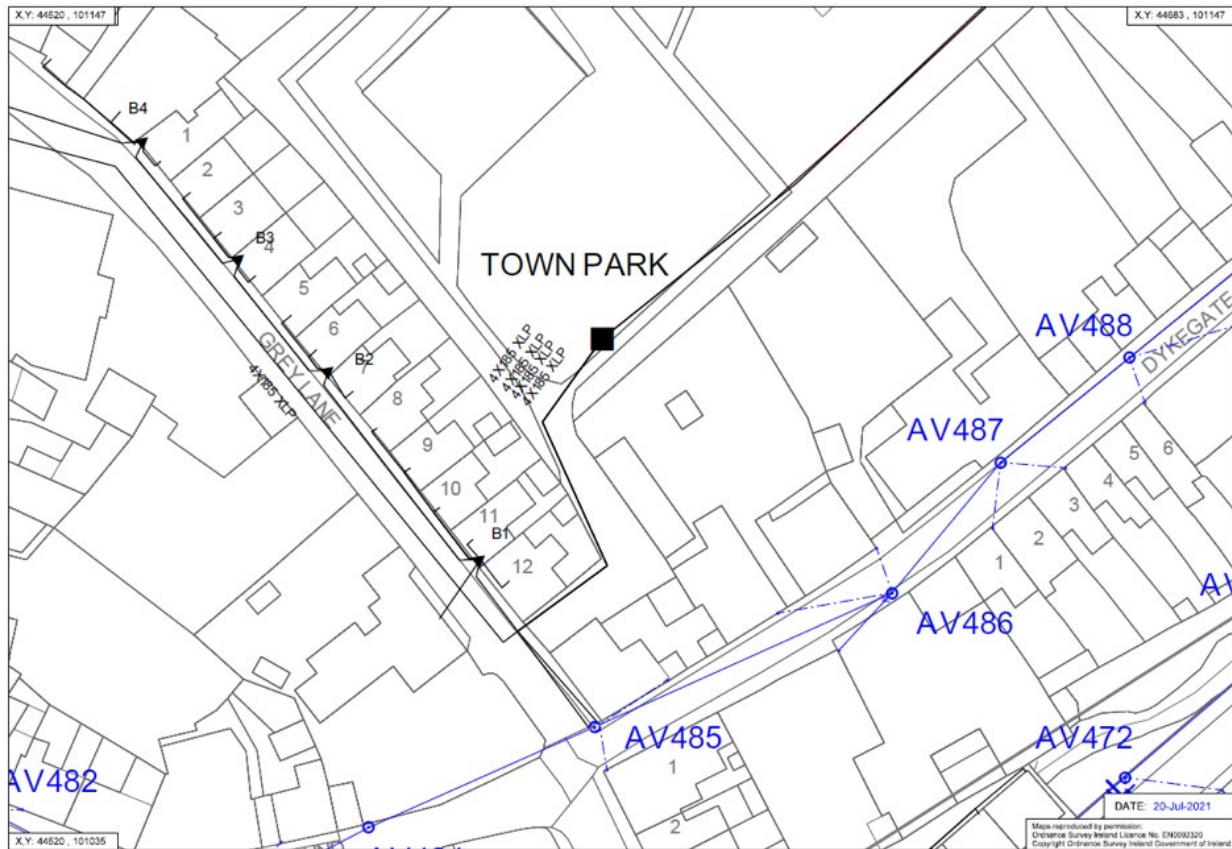 X,Y: 44520 , 101147
X,Y: 44683 , 101147
B4
1
2
3
B3
4
5
6
B2
7
8
9
10
11
B1
12
GREY LANE
4X185 XLP
TOWN PARK
4X185 XLP
4X185 XLP
4X185 XLP
4X185 XLP
AV488
DYKEGATE
AV487
6
5
4
3
2
1
AV486
AV485
1
2
AV472
AV482
DATE: 20-Jul-2021
X,Y: 44520 , 101035
Maps reproduced by permission:
Ordnance Survey Ireland Licence No. EN0092320
Copyright Ordnance Survey Ireland Government of Ireland